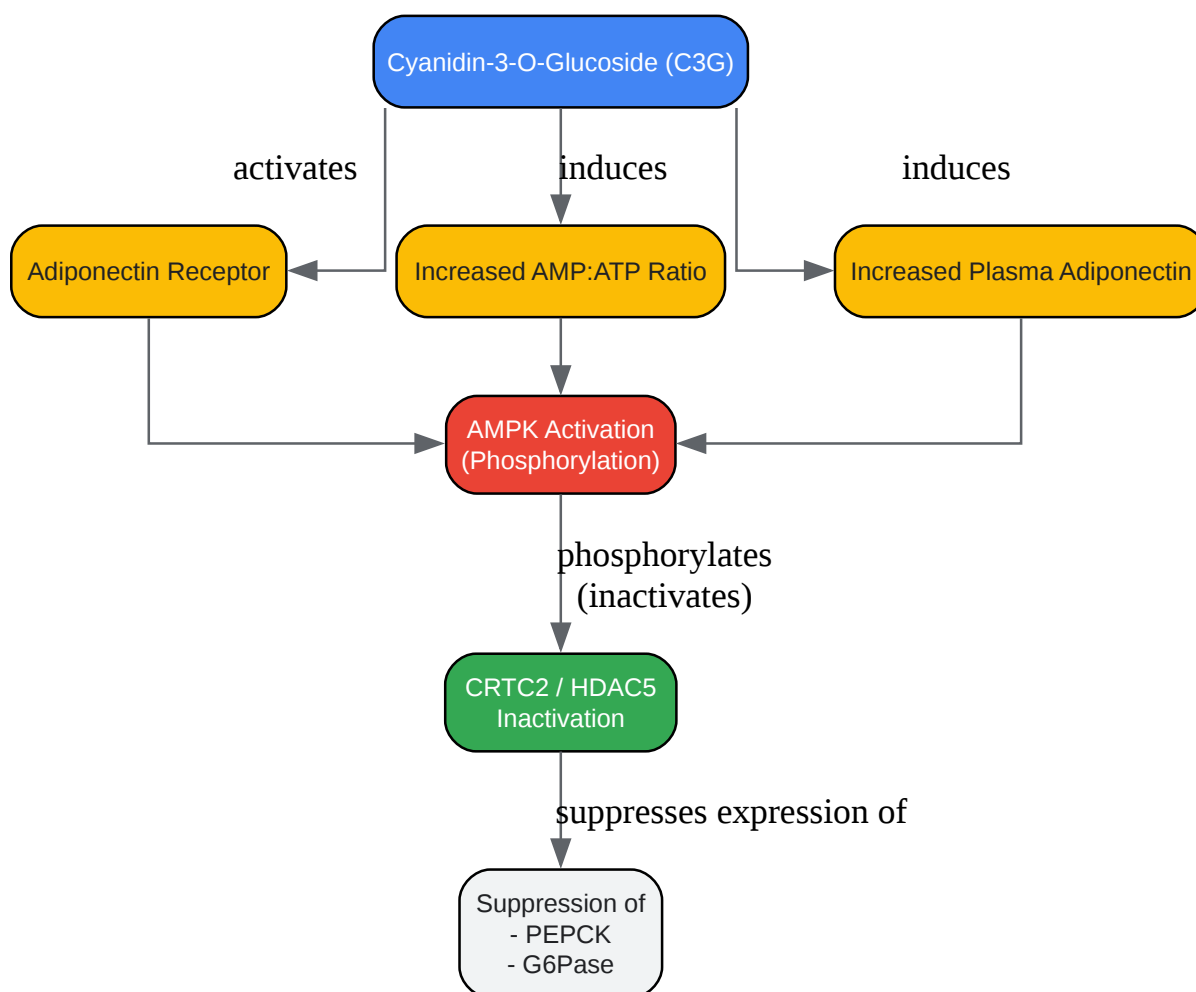 Cyanidin-3-O-Glucoside (C3G)
activates
induces
induces
Adiponectin Receptor
Increased AMP:ATP Ratio
Increased Plasma Adiponectin
AMPK Activation
(Phosphorylation)
phosphorylates
(inactivates)
CRTC2 / HDAC5
Inactivation
suppresses expression of
Suppression of
- PEPCK
- G6Pase